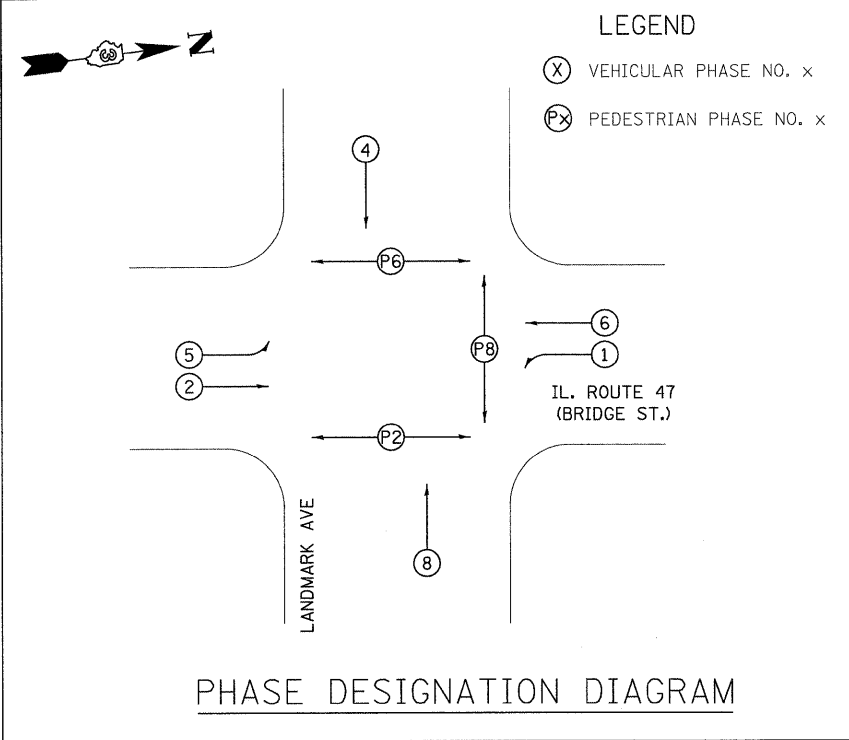 LEGEND
N
3
X VEHICULAR PHASE NO. x
Px PEDESTRIAN PHASE NO. x
4
P6
6
5
P8
1
2
IL. ROUTE 47
(BRIDGE ST.)
P2
LANDMARK AVE
8
PHASE DESIGNATION DIAGRAM